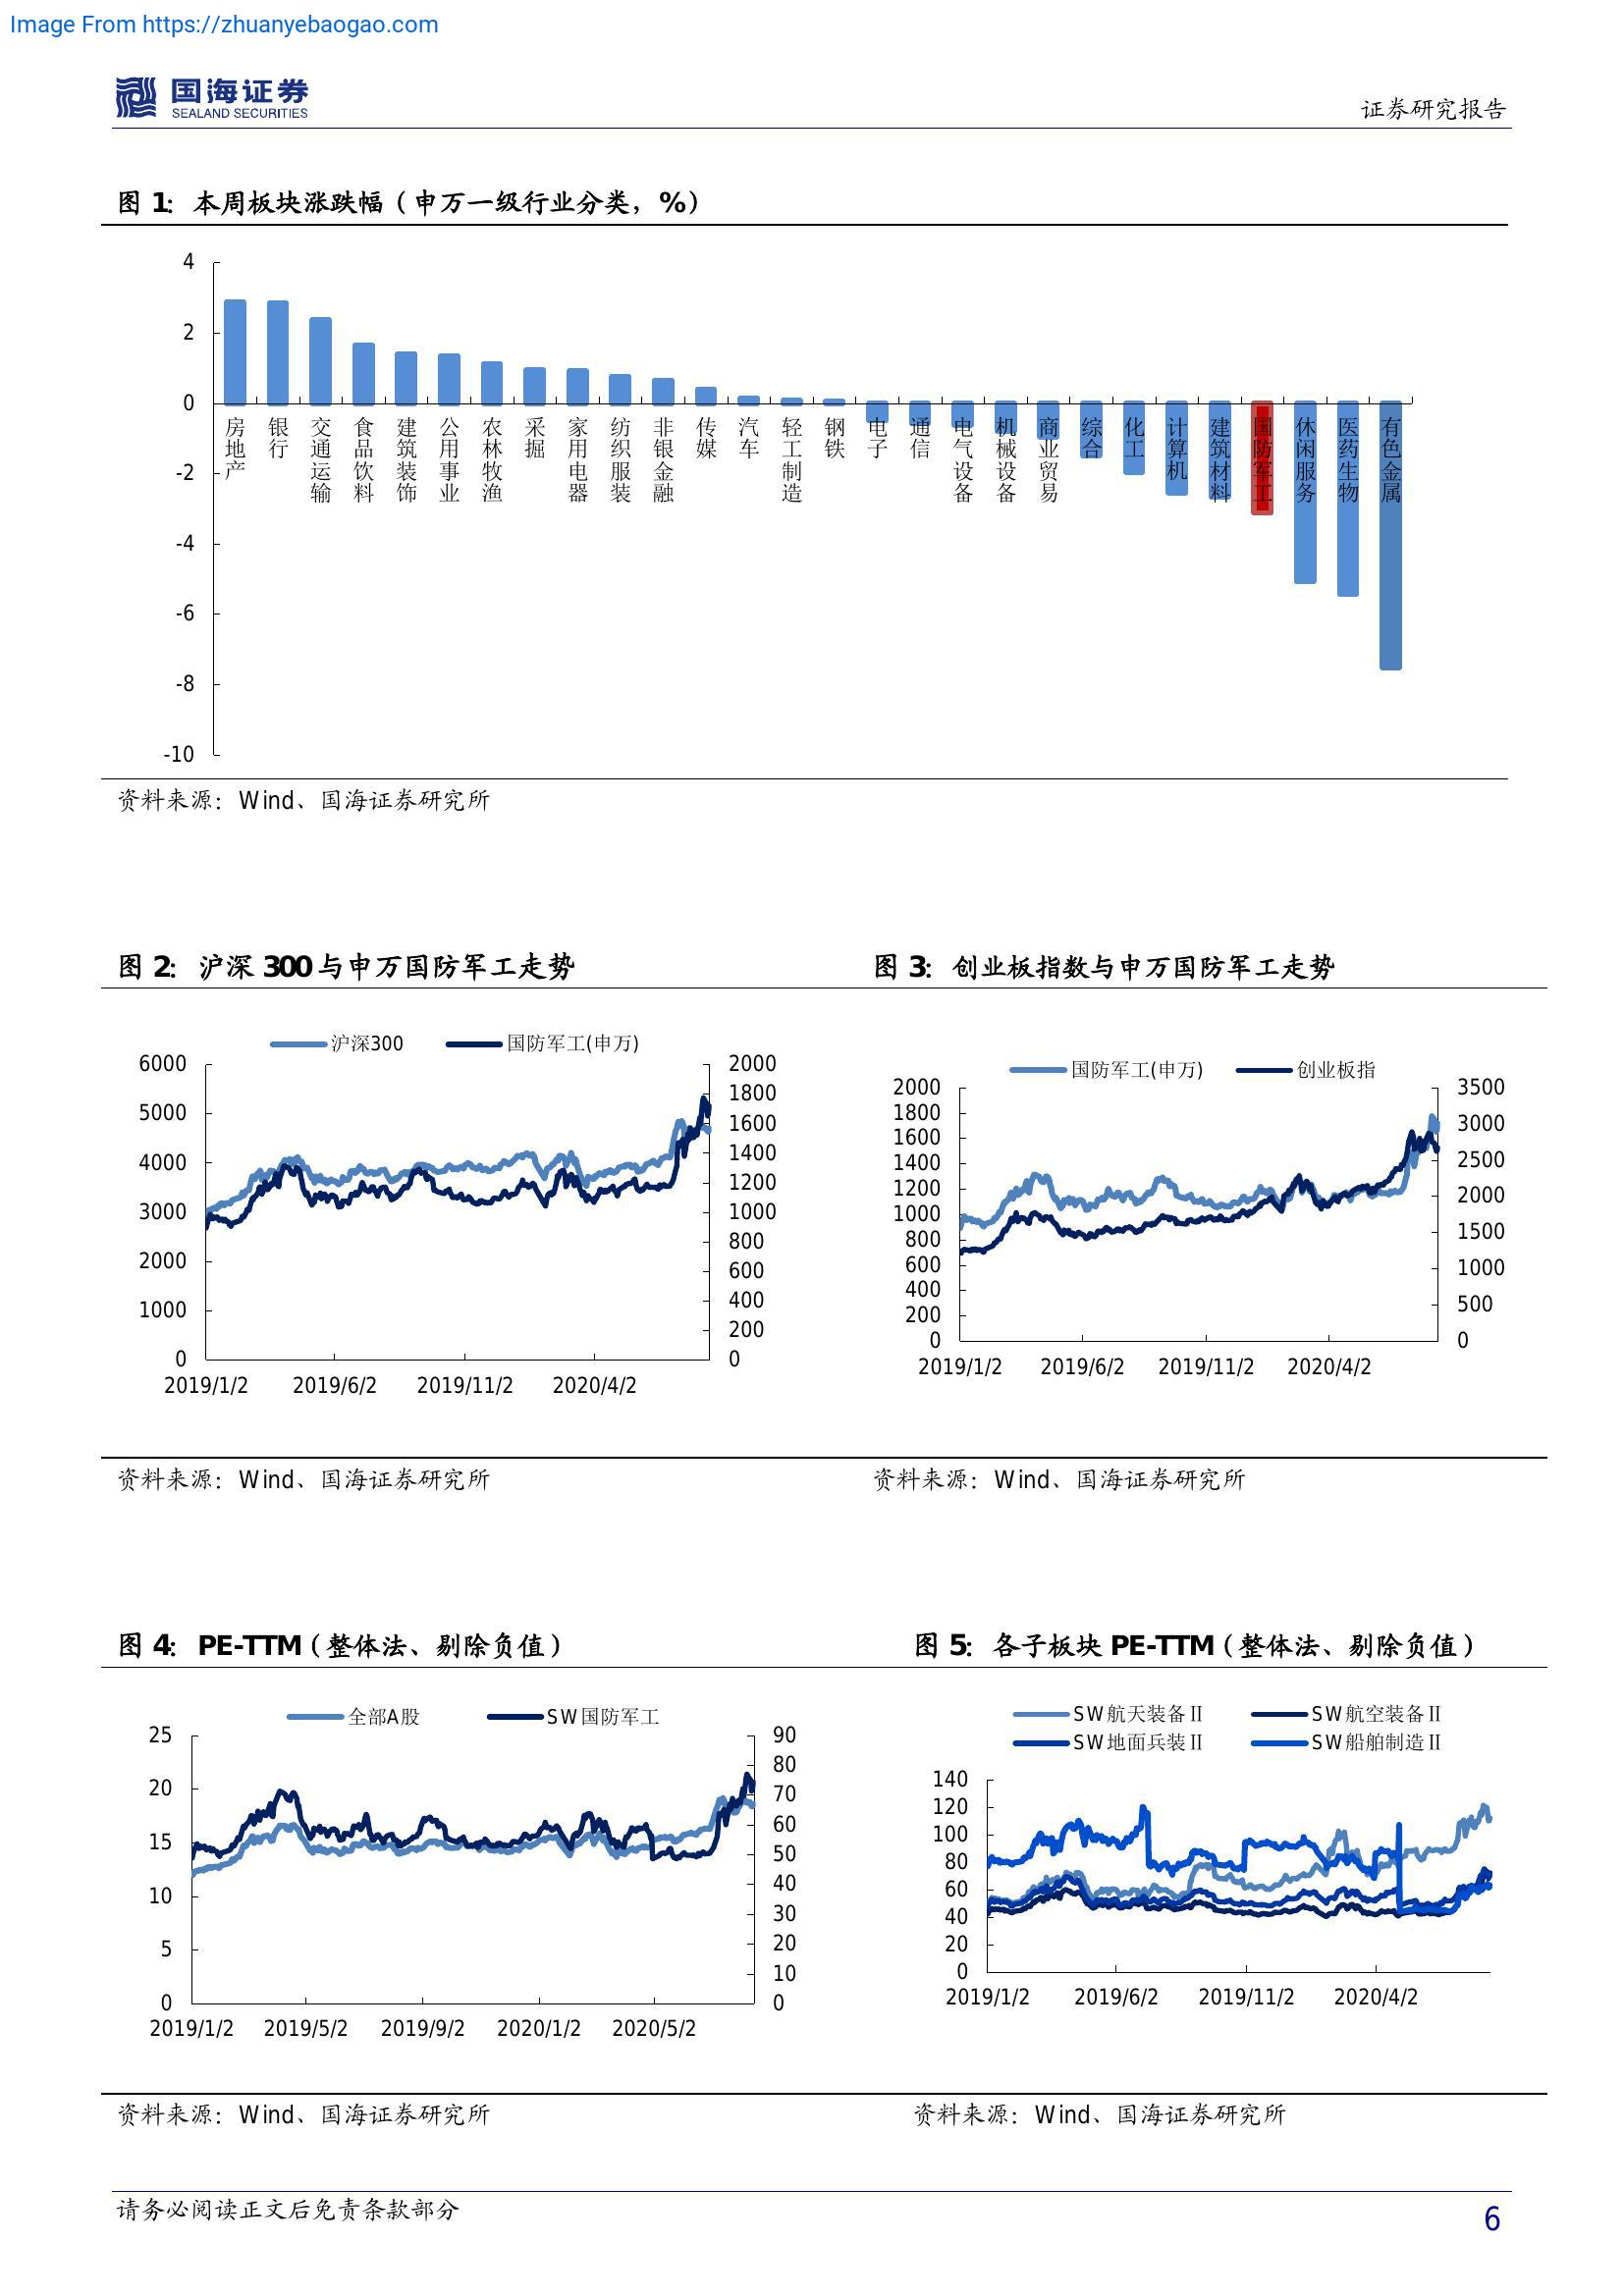 Image From https://zhuanyebaogao.com
国海证券
SEALAND SECURITIES
证券研究报告
图 1：本周板块涨跌幅（申万一级行业分类，%）
4
2
0
-2
-4
-6
-8
-10
房地产
银行
交通运输
食品饮料
建筑装饰
公用事业
农林牧渔
采掘
家用电器
纺织服装
非银金融
传媒
汽车
轻工制造
钢铁
电子
通信
电气设备
机械设备
商业贸易
综合
化工
计算机
建筑材料
国防军工
休闲服务
医药生物
有色金属
资料来源：Wind、国海证券研究所
图 2：沪深 300 与申万国防军工走势
沪深300 国防军工(申万)
6000
5000
4000
3000
2000
1000
0
2000
1800
1600
1400
1200
1000
800
600
400
200
0
2019/1/2 2019/6/2 2019/11/2 2020/4/2
资料来源：Wind、国海证券研究所
图 3：创业板指数与申万国防军工走势
国防军工(申万) 创业板指
2000
1800
1600
1400
1200
1000
800
600
400
200
0
3500
3000
2500
2000
1500
1000
500
0
2019/1/2 2019/6/2 2019/11/2 2020/4/2
资料来源：Wind、国海证券研究所
图 4：PE-TTM（整体法、剔除负值）
全部A股 SW国防军工
25
20
15
10
5
0
90
80
70
60
50
40
30
20
10
0
2019/1/2 2019/5/2 2019/9/2 2020/1/2 2020/5/2
资料来源：Wind、国海证券研究所
图 5：各子板块 PE-TTM（整体法、剔除负值）
SW航天装备Ⅱ SW航空装备Ⅱ
SW地面兵装Ⅱ SW船舶制造Ⅱ
140
120
100
80
60
40
20
0
2019/1/2 2019/6/2 2019/11/2 2020/4/2
资料来源：Wind、国海证券研究所
请务必阅读正文后免责条款部分
6